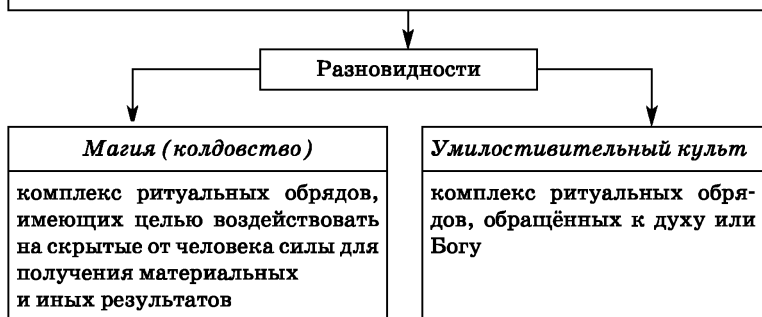 Разновидности
Магия (колдовство)
комплекс ритуальных обрядов,
имеющих целью воздействовать
на скрытые от человека силы для
получения материальных
и иных результатов
Умилостивительный культ
комплекс ритуальных обря-
дов, обращённых к духу или
Богу